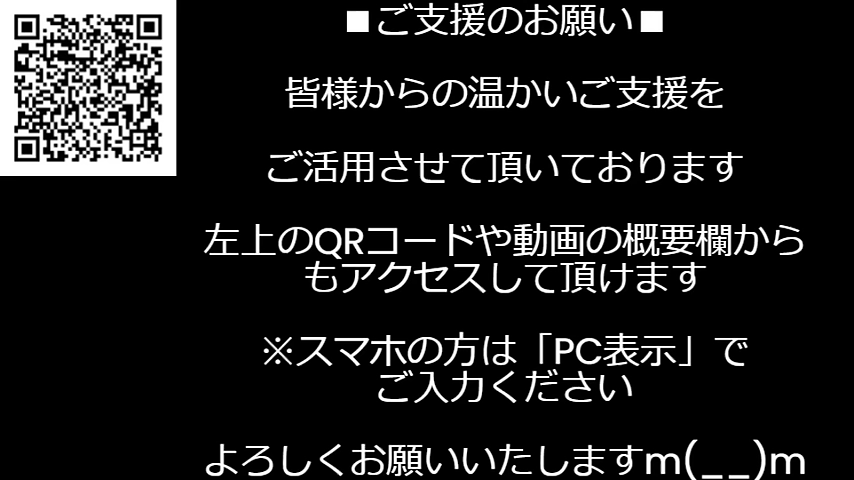 ■ご支援のお願い■
皆様からの温かいご支援を
ご活用させて頂いております
左上のQRコードや動画の概要欄から
もアクセスして頂けます
※スマホの方は「PC表示」で
ご入力ください
よろしくお願いいたしますm(__)m